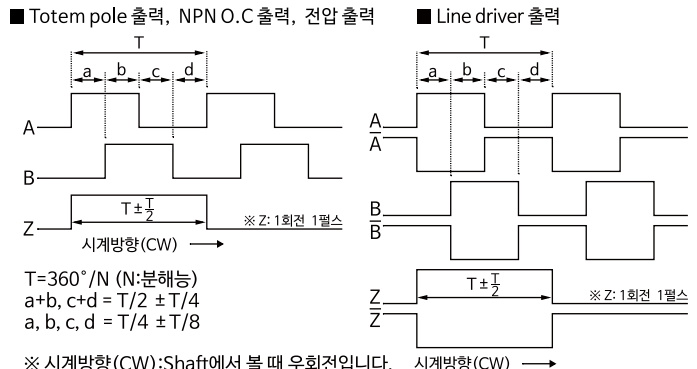 ■ Totem pole 출력, NPN O.C 출력, 전압 출력
T
a b c d
A
B
Z
T±T/2
※ Z: 1회전 1펄스
시계방향(CW)
T=360°/N (N:분해능)
a+b, c+d = T/2 ±T/4
a, b, c, d = T/4 ±T/8
※ 시계방향(CW):Shaft에서 볼 때 우회전입니다.
■ Line driver 출력
T
a b c d
A
A̅
B
B̅
Z
Z̅
T±T/2
※ Z: 1회전 1펄스
시계방향(CW)